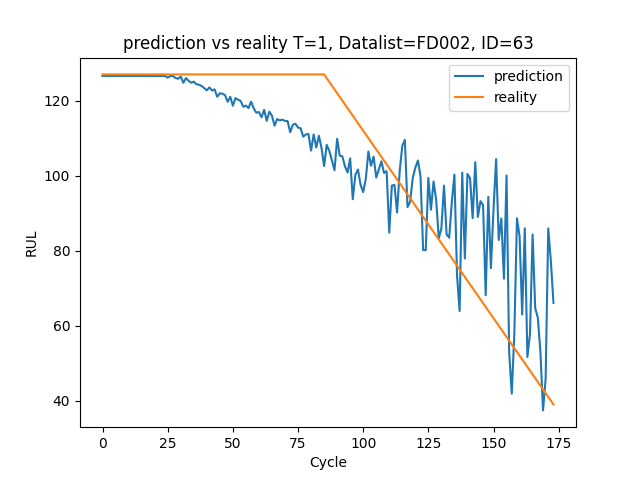 prediction vs reality T=1, Datalist=FD002, ID=63
prediction
reality
RUL
120
100
80
60
40
0
25
50
75
100
125
150
175
Cycle